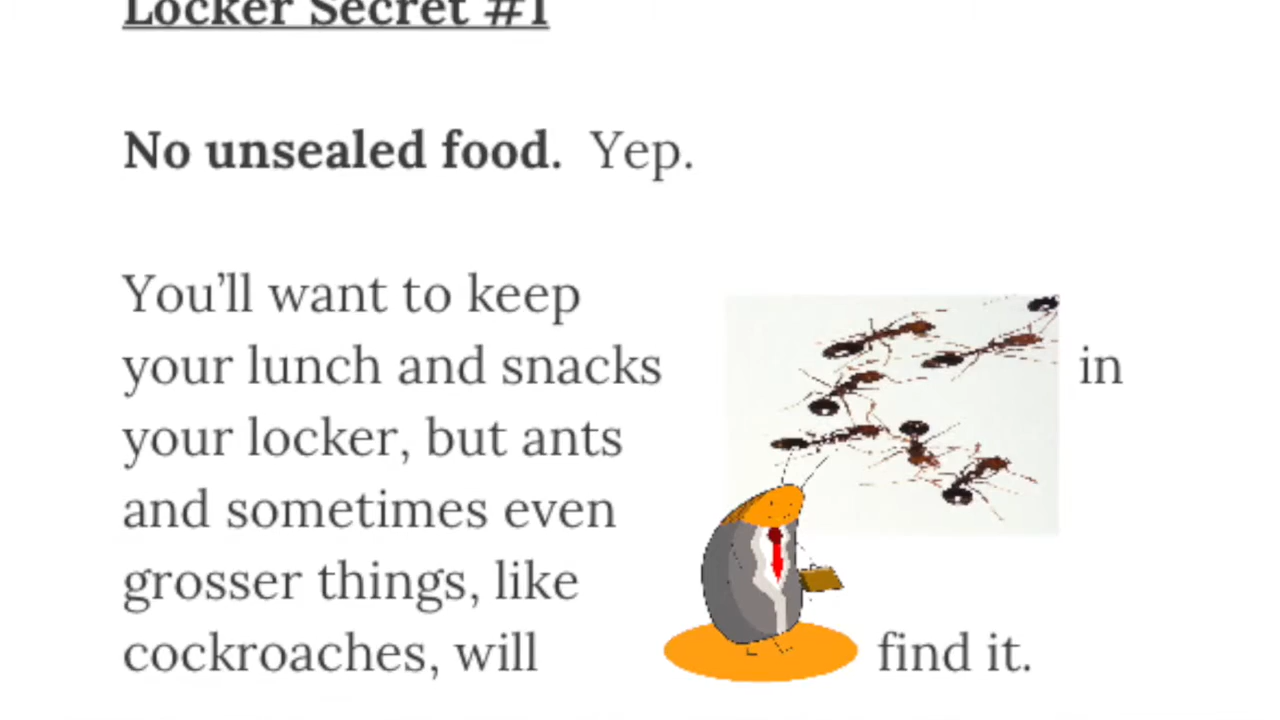 Locker Secret #1
No unsealed food. Yep.
You’ll want to keep
your lunch and snacks in
your locker, but ants
and sometimes even
grosser things, like
cockroaches, will find it.